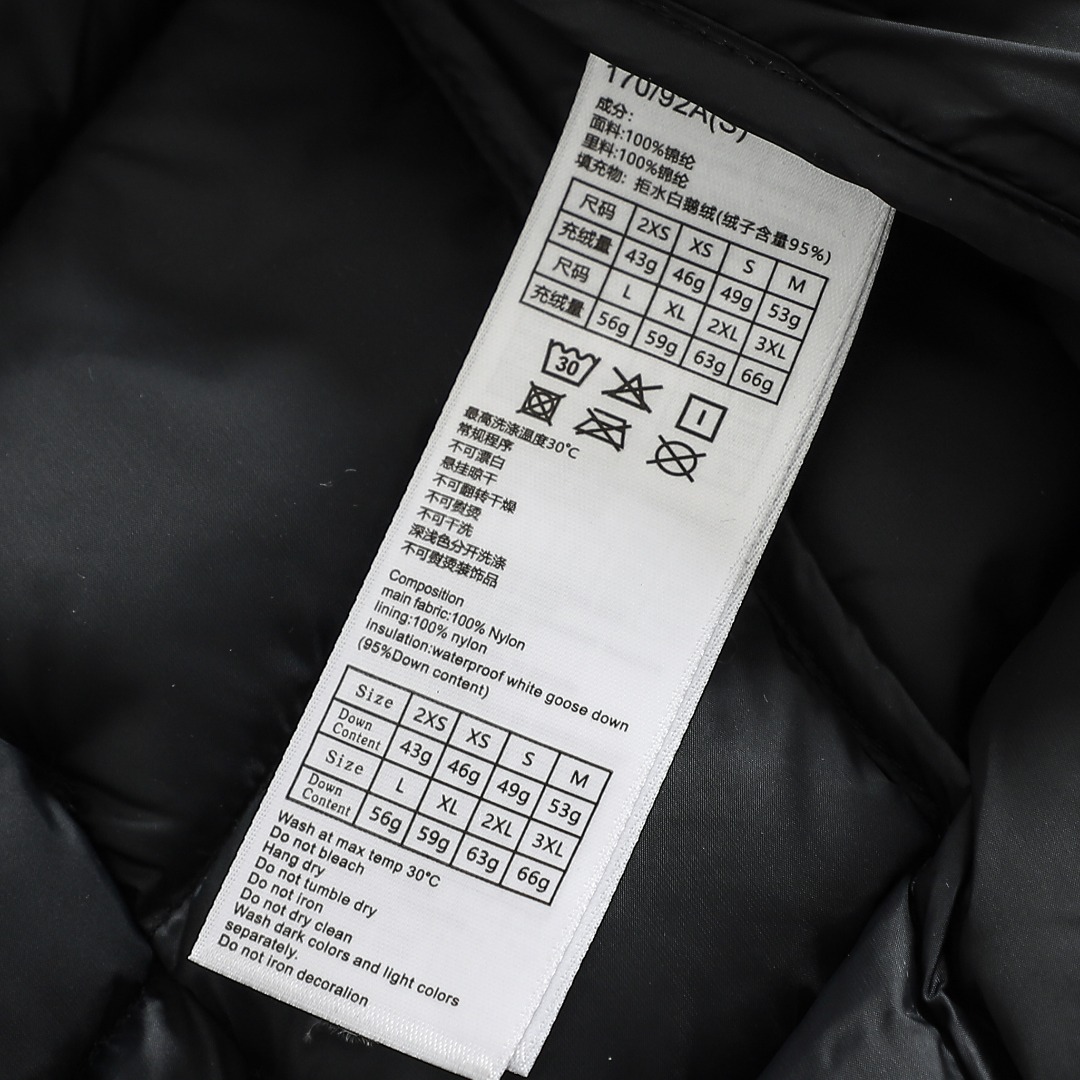 170/92A(S)
成分：
面料:100%锦纶
里料:100%锦纶
填充物：拒水白鹅绒(绒子含量95%)
尺码 2XS XS S M
充绒量 43g 46g 49g 53g
尺码 L XL 2XL 3XL
充绒量 56g 59g 63g 66g
30
最高洗涤温度30℃
常规程序
不可漂白
悬挂晾干
不可翻转干燥
不可熨烫
不可干洗
深浅色分开洗涤
不可熨烫装饰品
Composition
main fabric:100% Nylon
lining:100% nylon
insulation:waterproof white goose down
(95%Down content)
Size 2XS XS S M
Down Content 43g 46g 49g 53g
Size L XL 2XL 3XL
Down Content 56g 59g 63g 66g
Wash at max temp 30℃
Do not bleach
Hang dry
Do not tumble dry
Do not iron
Do not dry clean
Wash dark colors and light colors
separately.
Do not iron decoralion